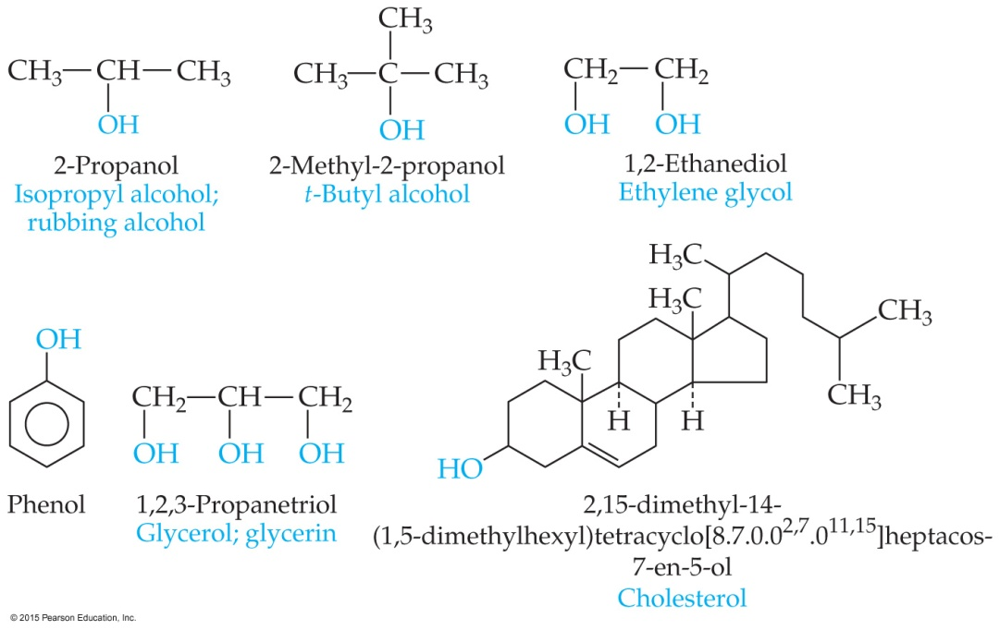 CH₃
CH₃—CH—CH₃
CH₃—C—CH₃
CH₂—CH₂
OH
OH
OH OH
2-Propanol
Isopropyl alcohol;
rubbing alcohol
2-Methyl-2-propanol
t-Butyl alcohol
1,2-Ethanediol
Ethylene glycol
OH
Phenol
CH₂—CH—CH₂
OH OH OH
1,2,3-Propanetriol
Glycerol; glycerin
H₃C
H₃C
CH₃
H₃C
CH₃
H H
HO
2,15-dimethyl-14-
(1,5-dimethylhexyl)tetracyclo[8.7.0.0²,⁷.0¹¹,¹⁵]heptacos-
7-en-5-ol
Cholesterol
© 2015 Pearson Education, Inc.